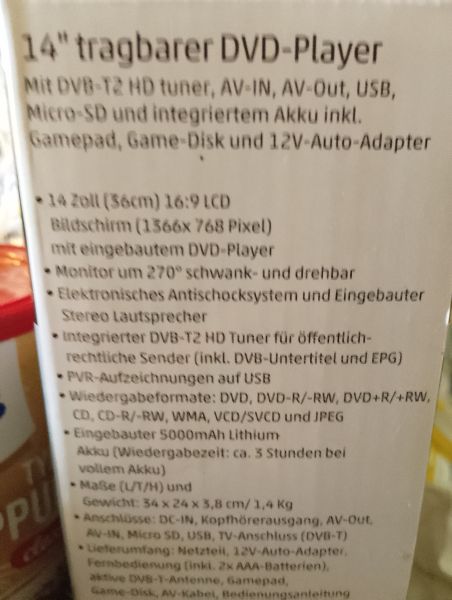 14" tragbarer DVD-Player
Mit DVB-T2 HD tuner, AV-IN, AV-Out, USB,
Micro-SD und integriertem Akku inkl.
Gamepad, Game-Disk und 12V-Auto-Adapter
• 14 Zoll (36cm) 16:9 LCD
Bildschirm (1366x 768 Pixel)
mit eingebautem DVD-Player
• Monitor um 270° schwank- und drehbar
• Elektronisches Antischocksystem und Eingebauter
Stereo Lautsprecher
• Integrierter DVB-T2 HD Tuner für öffentlich-
rechtliche Sender (inkl. DVB-Untertitel und EPG)
• PVR-Aufzeichnungen auf USB
• Wiedergabeformate: DVD, DVD-R/-RW, DVD+R/+RW,
CD, CD-R/-RW, WMA, VCD/SVCD und JPEG
• Eingebauter 5000mAh Lithium
Akku (Wiedergabezeit: ca. 3 Stunden bei
vollem Akku)
• Maße (L/T/H) und
Gewicht: 34 x 24 x 3,8 cm/ 1,4 Kg
• Anschlüsse: DC-IN, Kopfhörerausgang, AV-Out,
AV-IN, Micro SD, USB, TV-Anschluss (DVB-T)
• Lieferumfang: Netzteil, 12V-Auto-Adapter,
Fernbedienung (inkl. 2x AAA-Batterien),
aktive DVB-T-Antenne, Gamepad,
Game-Disk, AV-Kabel, Bedienungsanleitung